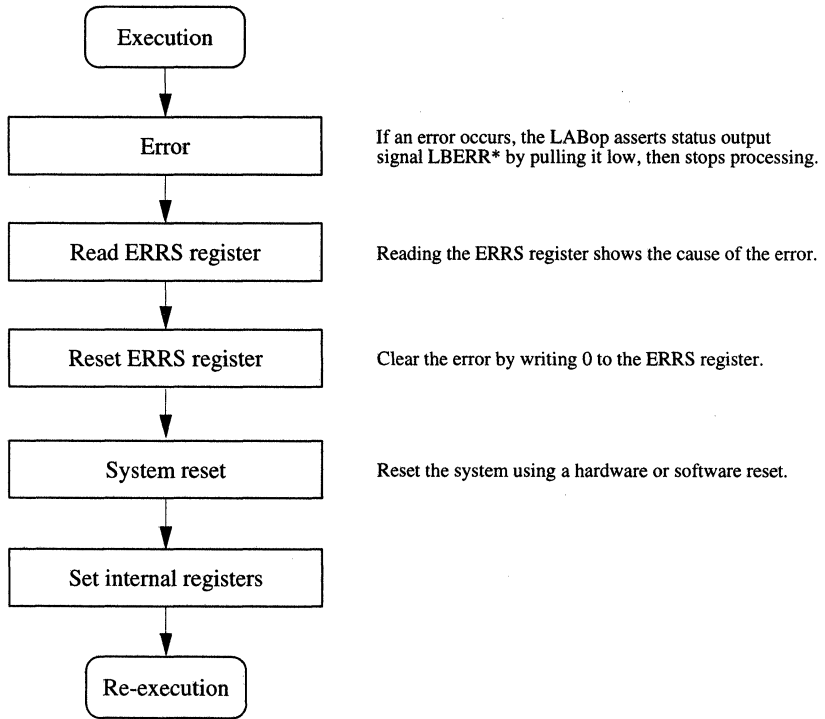 Execution
Error
If an error occurs, the LABop asserts status output
signal LBERR* by pulling it low, then stops processing.
Read ERRS register
Reading the ERRS register shows the cause of the error.
Reset ERRS register
Clear the error by writing 0 to the ERRS register.
System reset
Reset the system using a hardware or software reset.
Set internal registers
Re-execution